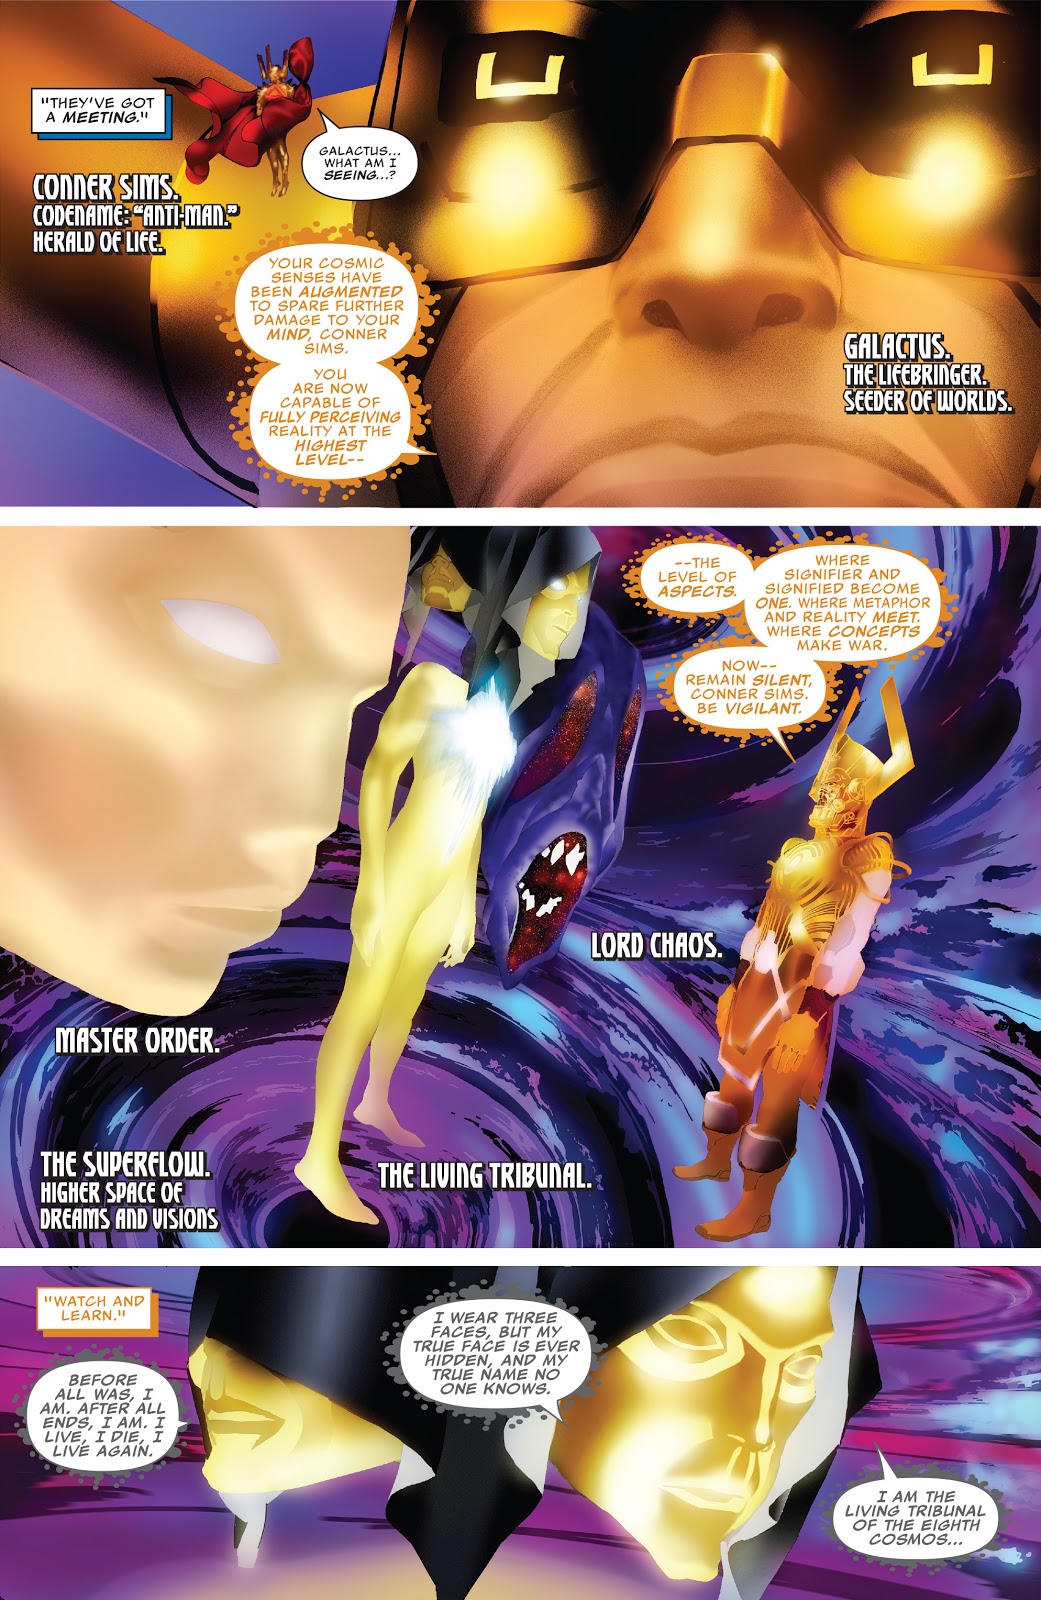 "THEY'VE GOT
A MEETING."
GALACTUS...
WHAT AM I
SEEING...?
CONNER SIMS.
CODENAME: "ANTI-MAN."
HERALD OF LIFE.
YOUR COSMIC
SENSES HAVE
BEEN AUGMENTED
TO SPARE FURTHER
DAMAGE TO YOUR
MIND, CONNER
SIMS.
YOU
ARE NOW
CAPABLE OF
FULLY PERCEIVING
REALITY AT THE
HIGHEST
LEVEL--
GALACTUS.
THE LIFEBRINGER.
SEEDER OF WORLDS.
--THE
LEVEL OF
ASPECTS.
WHERE
SIGNIFIER AND
SIGNIFIED BECOME
ONE. WHERE METAPHOR
AND REALITY MEET.
WHERE CONCEPTS
MAKE WAR.
NOW--
REMAIN SILENT,
CONNER SIMS.
BE VIGILANT.
LORD CHAOS.
MASTER ORDER.
THE SUPERFLOW.
HIGHER SPACE OF
DREAMS AND VISIONS
THE LIVING TRIBUNAL.
"WATCH AND
LEARN."
BEFORE
ALL WAS, I
AM. AFTER ALL
ENDS, I AM. I
LIVE, I DIE, I
LIVE AGAIN.
I WEAR THREE
FACES, BUT MY
TRUE FACE IS EVER
HIDDEN, AND MY
TRUE NAME NO
ONE KNOWS.
I AM THE
LIVING TRIBUNAL
OF THE EIGHTH
COSMOS...